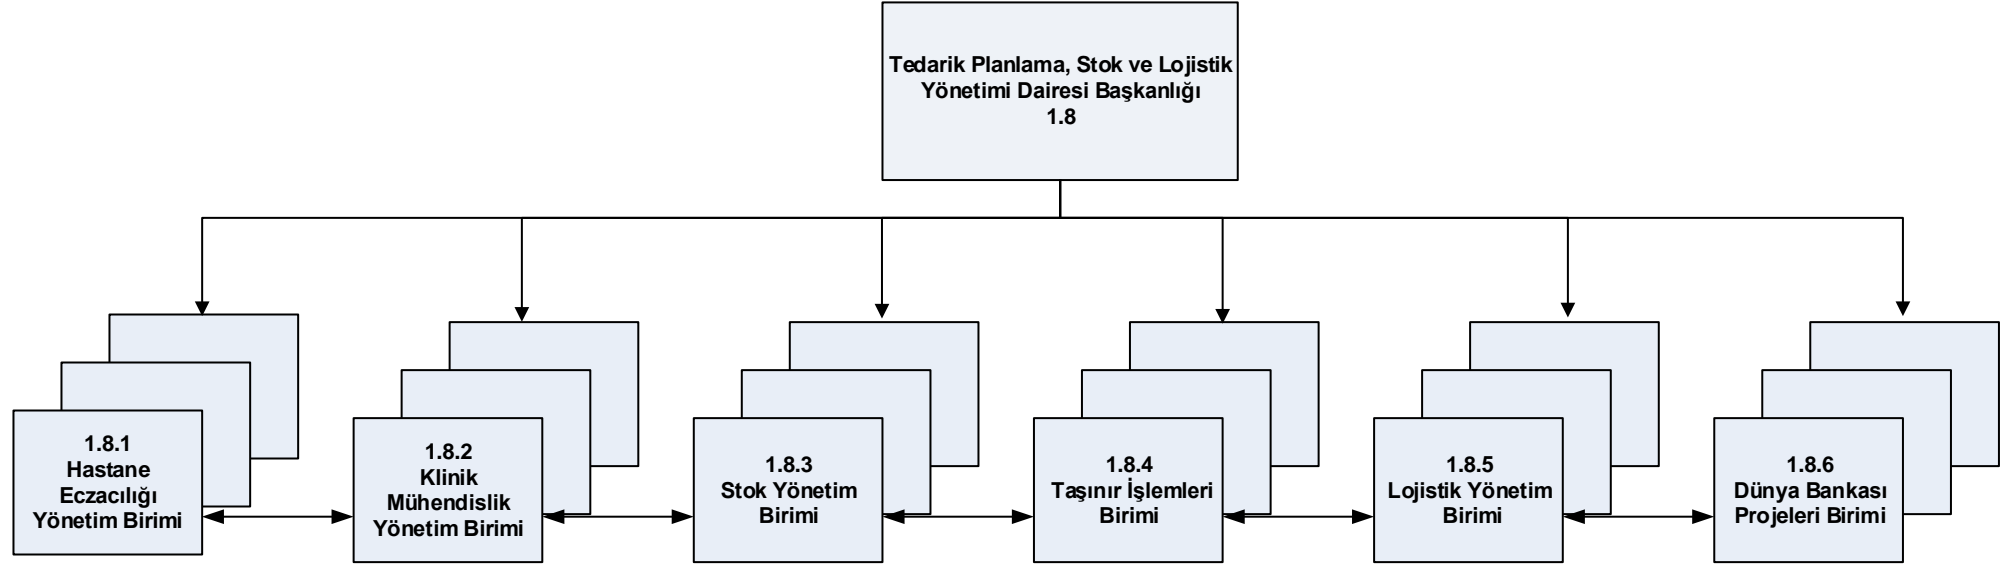 Tedarik Planlama, Stok ve Lojistik
Yönetimi Dairesi Başkanlığı
1.8
1.8.1
Hastane
Eczacılığı
Yönetim Birimi
1.8.2
Klinik
Mühendislik
Yönetim Birimi
1.8.3
Stok Yönetim
Birimi
1.8.4
Taşınır İşlemleri
Birimi
1.8.5
Lojistik Yönetim
Birimi
1.8.6
Dünya Bankası
Projeleri Birimi